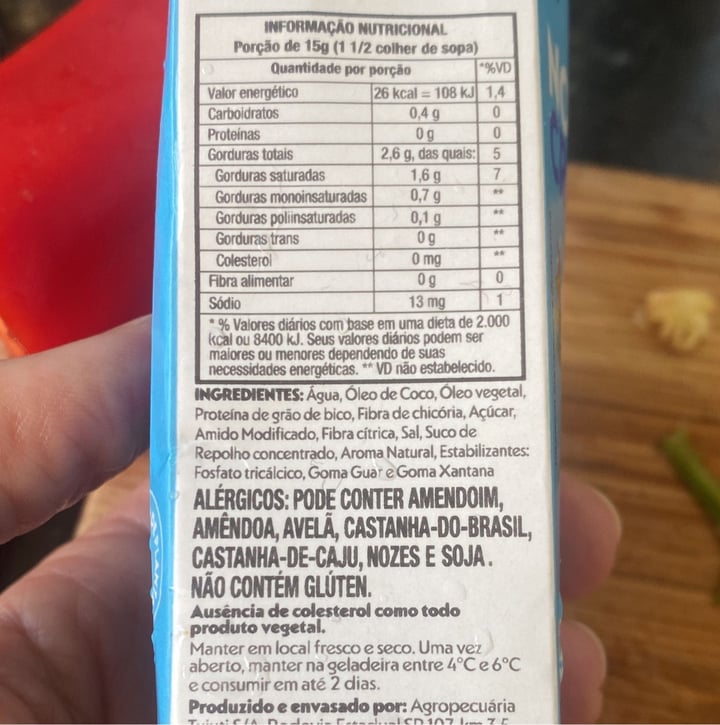 INFORMAÇÃO NUTRICIONAL
Porção de 15g (1 1/2 colher de sopa)
Quantidade por porção *%VD
Valor energético 26 kcal = 108 kJ 1,4
Carboidratos 0,4 g 0
Proteínas 0 g 0
Gorduras totais 2,6 g, das quais: 5
Gorduras saturadas 1,6 g 7
Gorduras monoinsaturadas 0,7 g **
Gorduras poliinsaturadas 0,1 g **
Gorduras trans 0 g **
Colesterol 0 mg **
Fibra alimentar 0 g 0
Sódio 13 mg 1
* % Valores diários com base em uma dieta de 2.000
kcal ou 8400 kJ. Seus valores diários podem ser
maiores ou menores dependendo de suas
necessidades energéticas. ** VD não estabelecido.
INGREDIENTES: Água, Óleo de Coco, Óleo vegetal,
Proteína de grão de bico, Fibra de chicória, Açúcar,
Amido Modificado, Fibra cítrica, Sal, Suco de
Repolho concentrado, Aroma Natural, Estabilizantes:
Fosfato tricálcico, Goma Guar e Goma Xantana
ALÉRGICOS: PODE CONTER AMENDOIM,
AMÊNDOA, AVELÃ, CASTANHA-DO-BRASIL,
CASTANHA-DE-CAJU, NOZES E SOJA.
NÃO CONTÉM GLÚTEN.
Ausência de colesterol como todo
produto vegetal.
Manter em local fresco e seco. Uma vez
aberto, manter na geladeira entre 4°C e 6°C
e consumir em até 2 dias.
Produzido e envasado por: Agropecuária